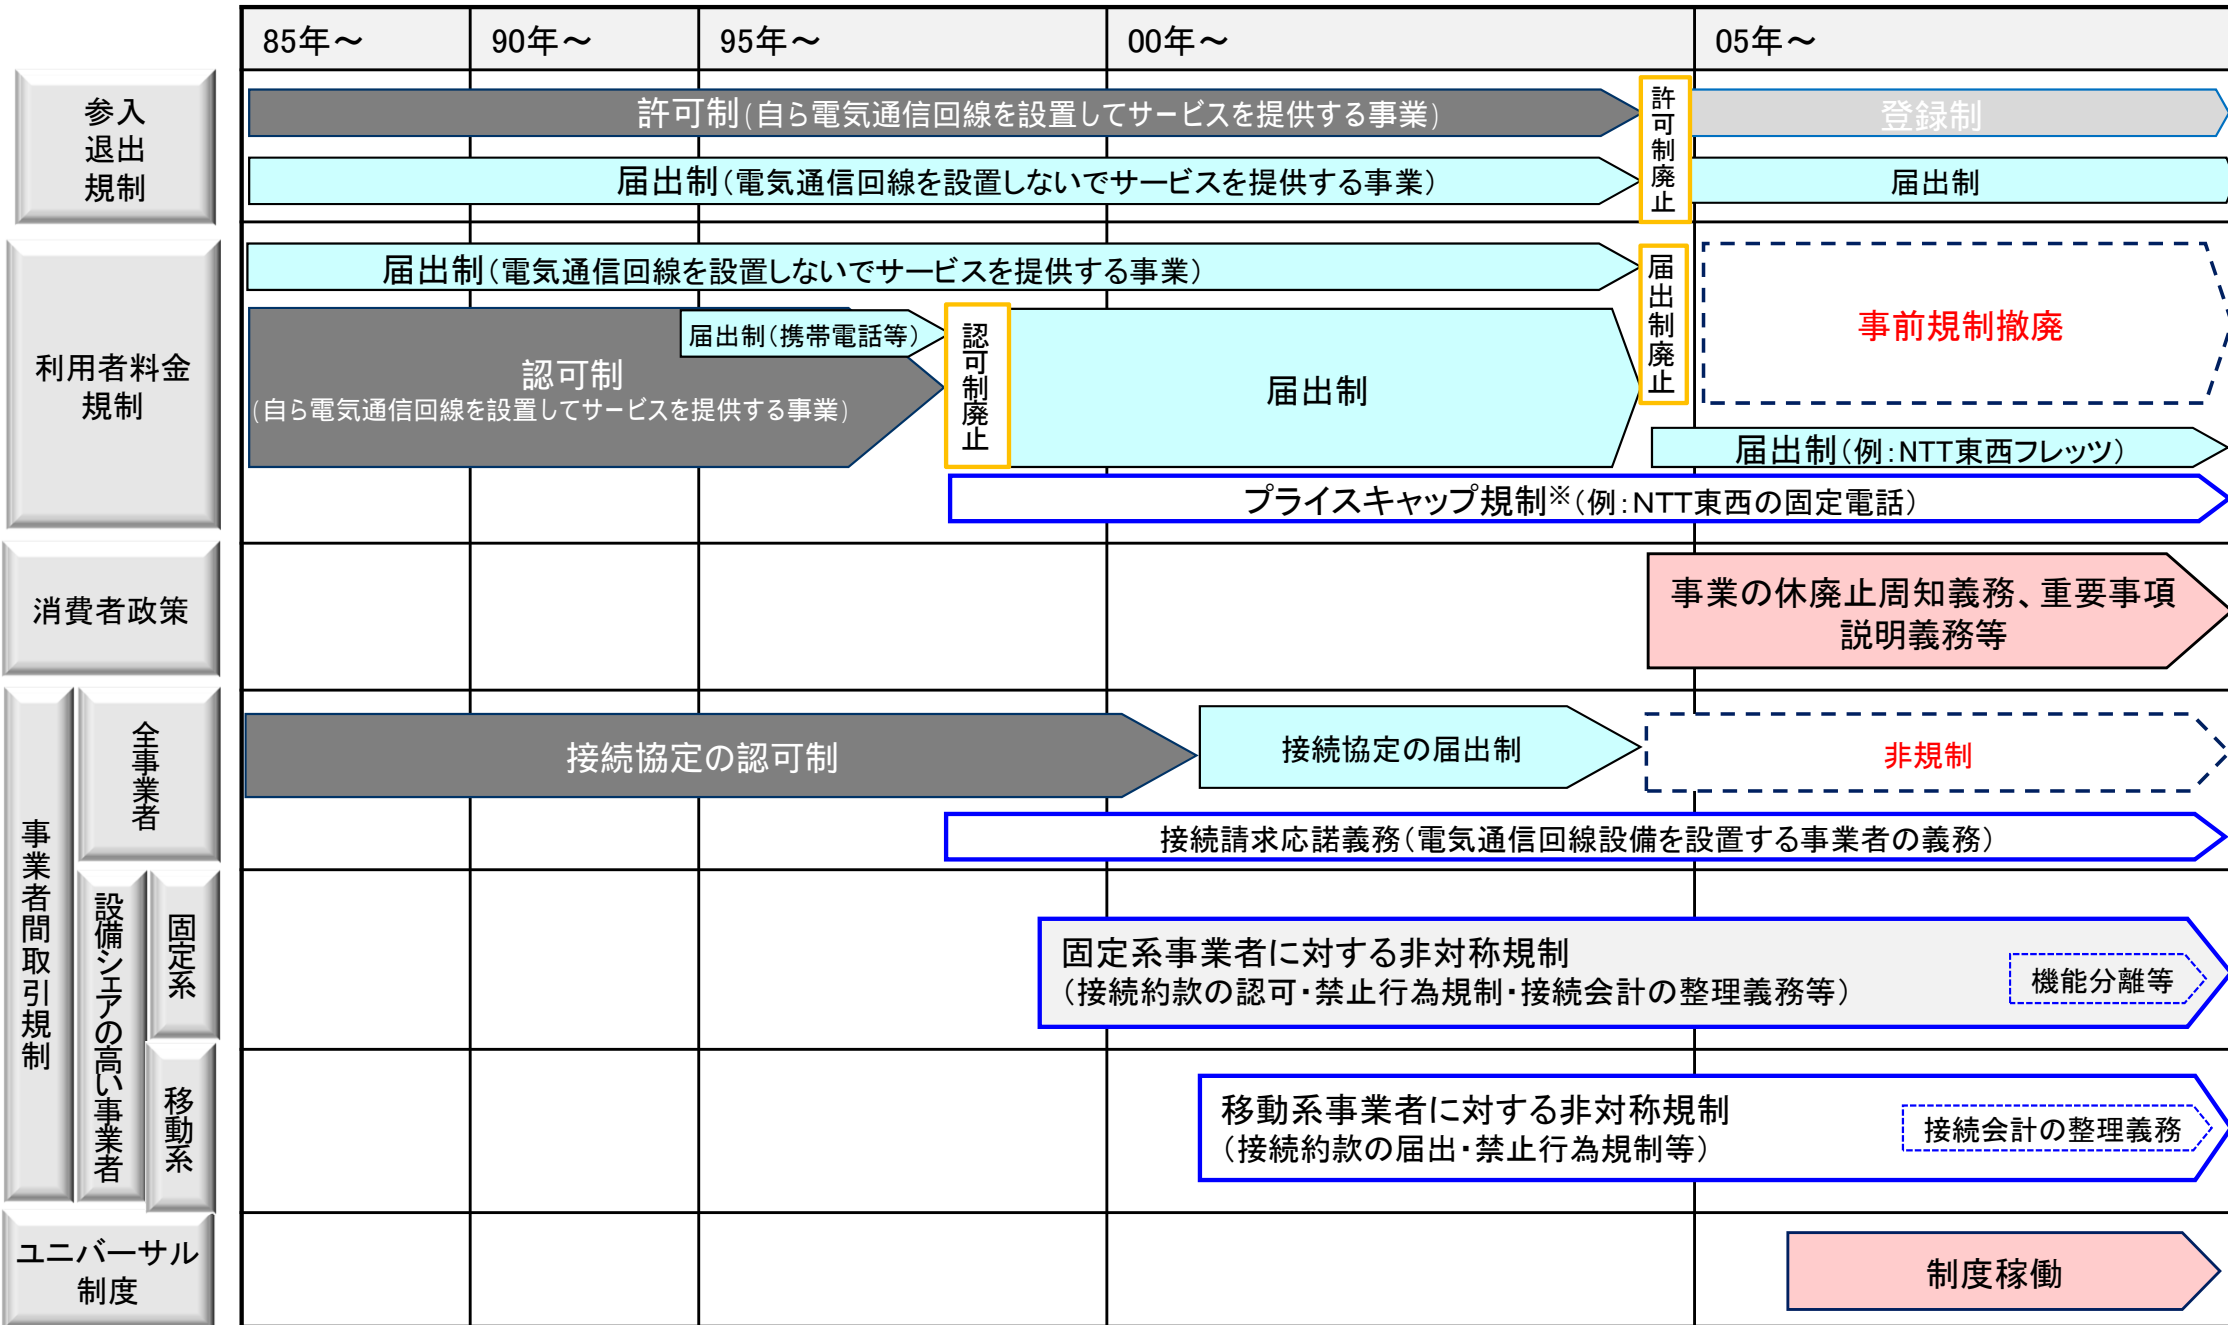 85年～
90年～
95年～
00年～
05年～
参入
退出
規制
許可制(自ら電気通信回線を設置してサービスを提供する事業)
許可制廃止
登録制
届出制(電気通信回線を設置しないでサービスを提供する事業)
届出制
利用者料金
規制
届出制(電気通信回線を設置しないでサービスを提供する事業)
届出制廃止
事前規制撤廃
届出制(携帯電話等)
認可制
(自ら電気通信回線を設置してサービスを提供する事業)
認可制廃止
届出制
届出制(例:NTT東西フレッツ)
プライスキャップ規制※(例:NTT東西の固定電話)
消費者政策
事業の休廃止周知義務、重要事項
説明義務等
事業者間取引規制
全事業者
接続協定の認可制
接続協定の届出制
非規制
接続請求応諾義務(電気通信回線設備を設置する事業者の義務)
設備シェアの高い事業者
固定系
固定系事業者に対する非対称規制
(接続約款の認可・禁止行為規制・接続会計の整理義務等)
機能分離等
移動系
移動系事業者に対する非対称規制
(接続約款の届出・禁止行為規制等)
接続会計の整理義務
ユニバーサル
制度
制度稼働